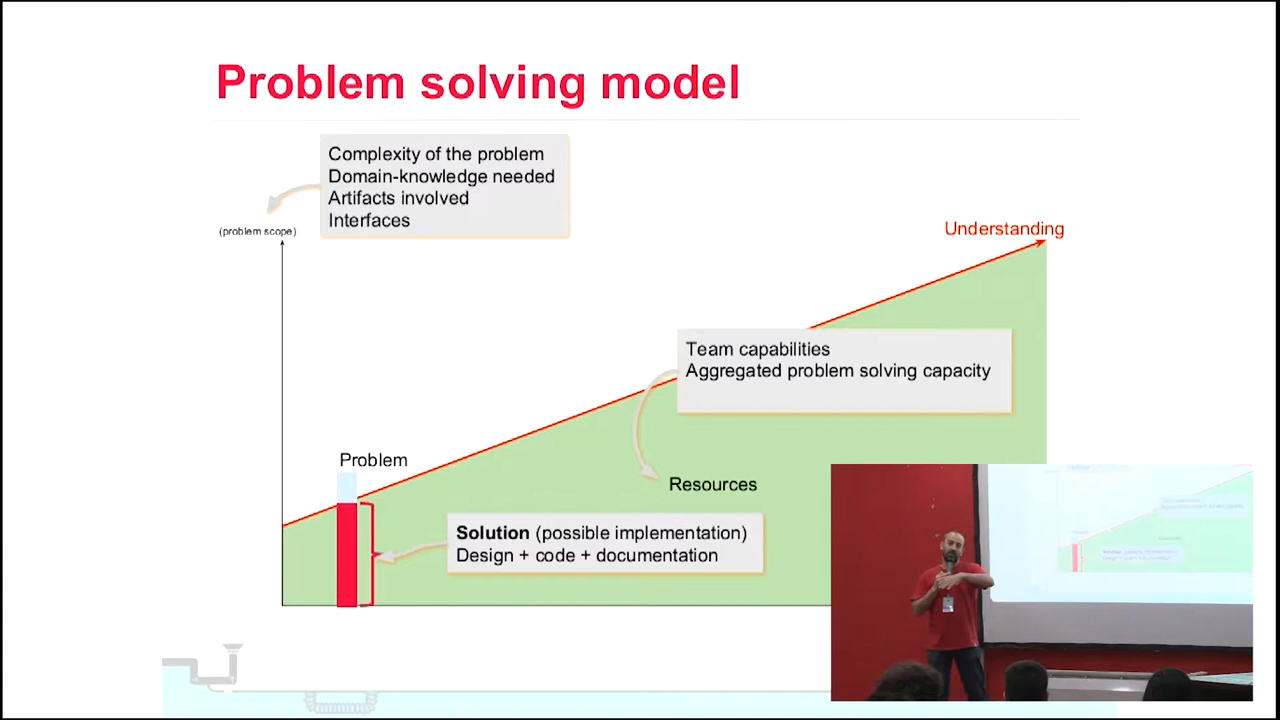 Problem solving model
Complexity of the problem
Domain-knowledge needed
Artifacts involved
Interfaces
(problem scope)
Understanding
Team capabilities
Aggregated problem solving capacity
Problem
Resources
Solution (possible implementation)
Design + code + documentation